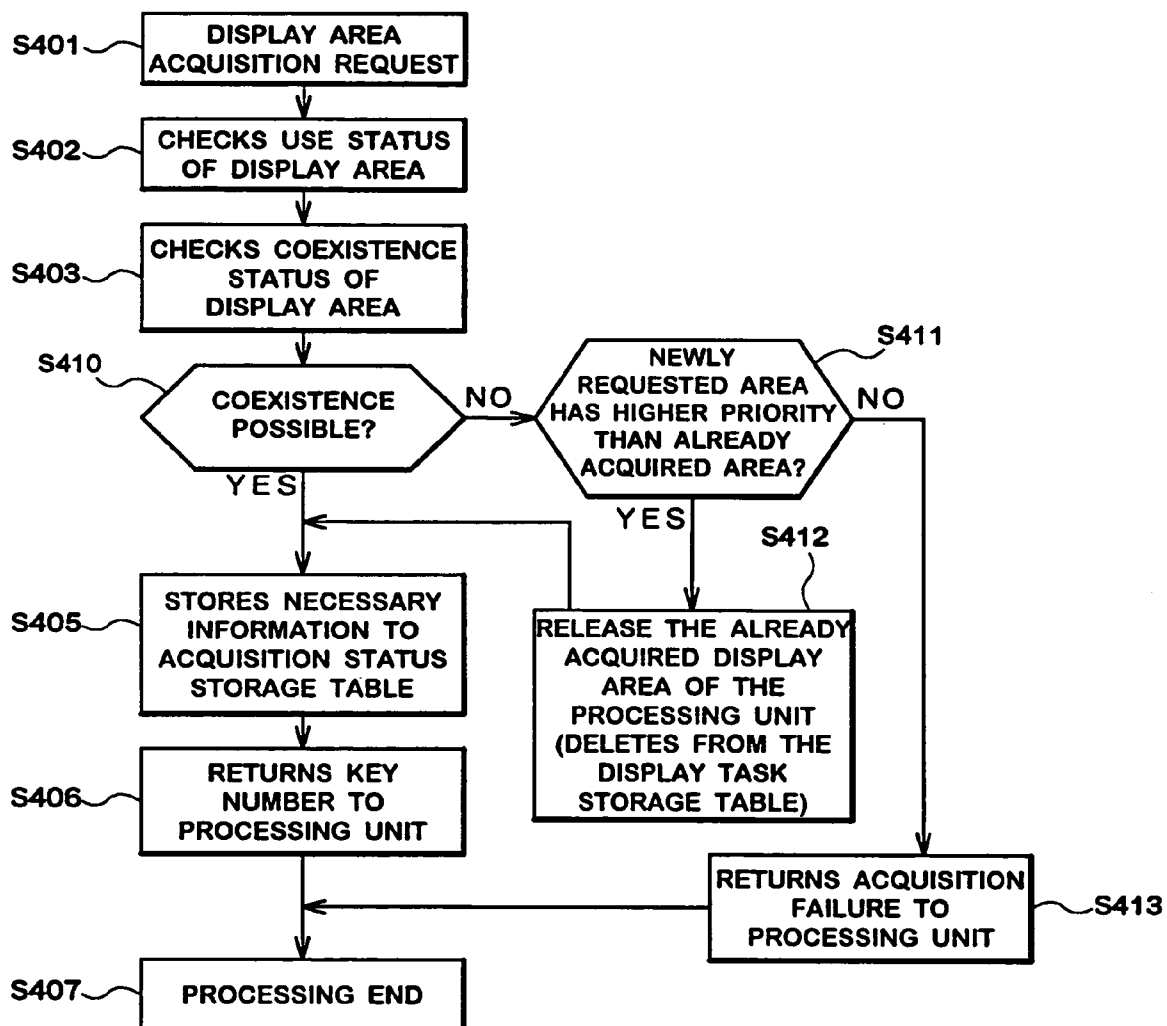 S401
DISPLAY AREA
ACQUISITION REQUEST
S402
CHECKS USE STATUS
OF DISPLAY AREA
S403
CHECKS COEXISTENCE
STATUS OF
DISPLAY AREA
S410
COEXISTENCE
POSSIBLE?
NO
YES
S411
NEWLY
REQUESTED AREA
HAS HIGHER PRIORITY
THAN ALREADY
ACQUIRED AREA?
NO
YES
S412
RELEASE THE ALREADY
ACQUIRED DISPLAY
AREA OF THE
PROCESSING UNIT
(DELETES FROM THE
DISPLAY TASK
STORAGE TABLE)
S405
STORES NECESSARY
INFORMATION TO
ACQUISITION STATUS
STORAGE TABLE
S406
RETURNS KEY
NUMBER TO
PROCESSING UNIT
RETURNS ACQUISITION
FAILURE TO
PROCESSING UNIT
S413
S407
PROCESSING END